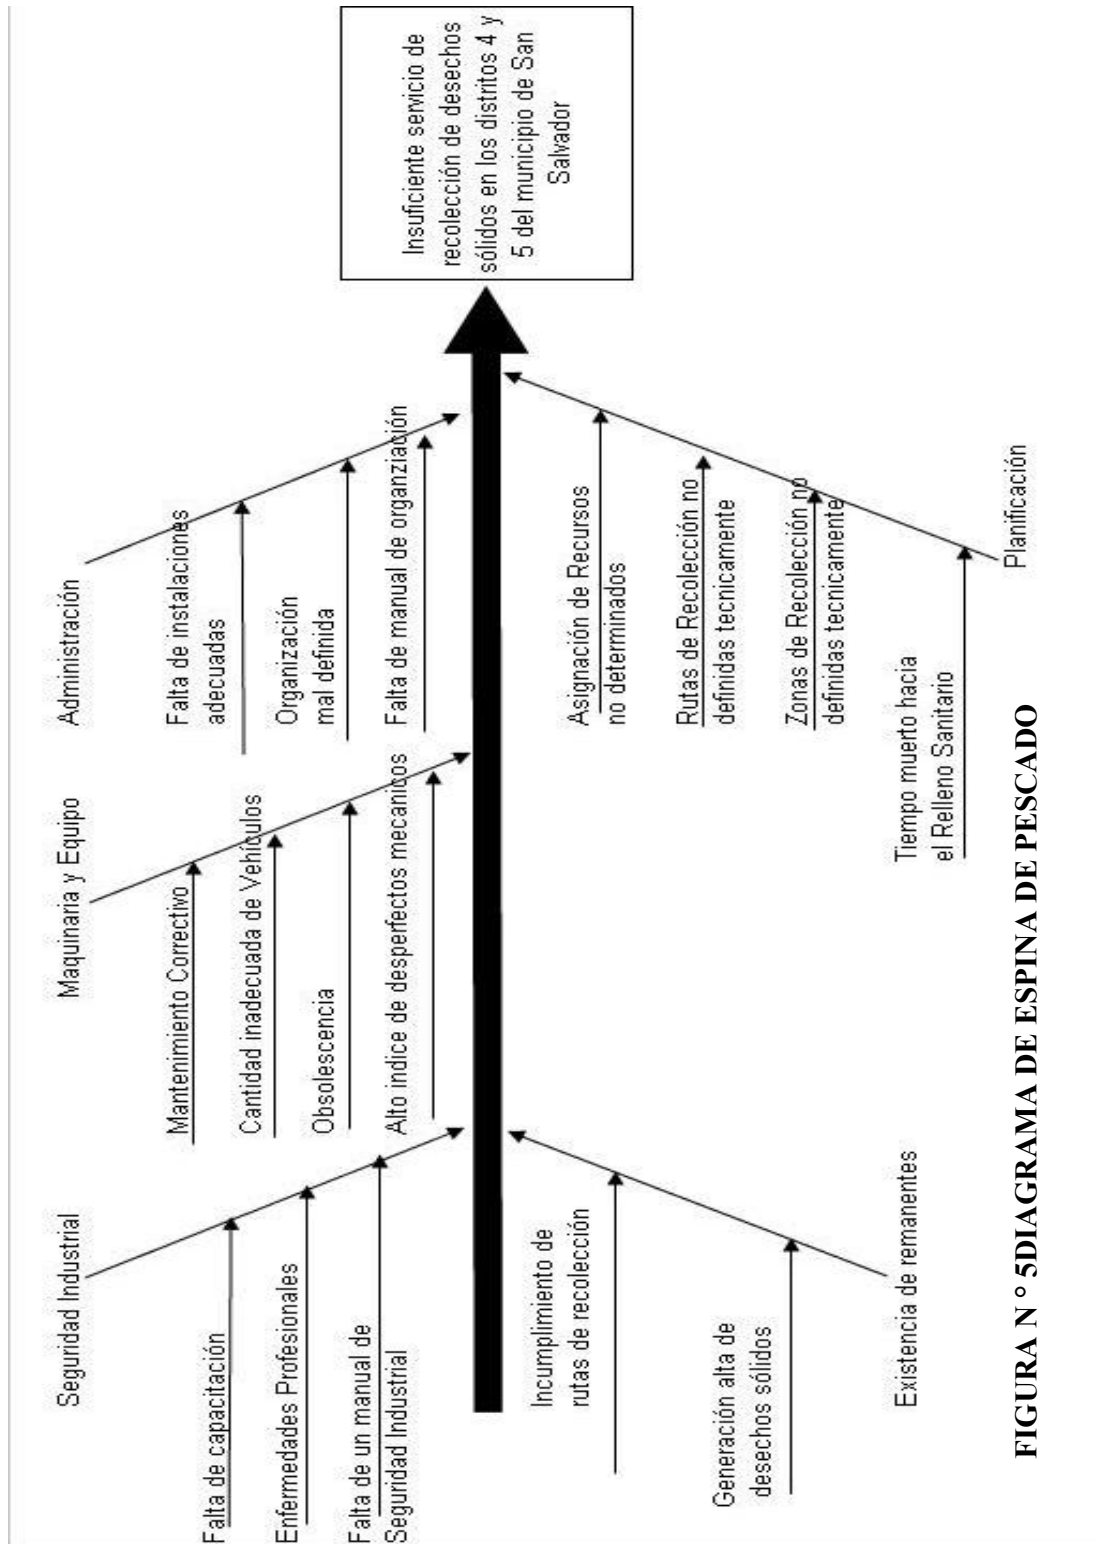 Seguridad Industrial
Falta de capacitación
Enfermedades Profesionales
Falta de un manual de
Seguridad Industrial
Maquinaria y Equipo
Mantenimiento Correctivo
Cantidad inadecuada de Vehículos
Obsolescencia
Alto indice de desperfectos mecanicos
Administración
Falta de instalaciones
adecuadas
Organización
mal definida
Falta de manual de organziación
Insuficiente servicio de
recolección de desechos
sólidos en los distritos 4 y
5 del municipio de San
Salvador
Incumplimiento de
rutas de recolección
Generación alta de
desechos sólidos
Existencia de remanentes
Asignación de Recursos
no determinados
Rutas de Recolección no
definidas tecnicamente
Zonas de Recolección no
definidas tecnicamente
Tiempo muerto hacia
el Relleno Sanitario
Planificación
FIGURA N ° 5DIAGRAMA DE ESPINA DE PESCADO